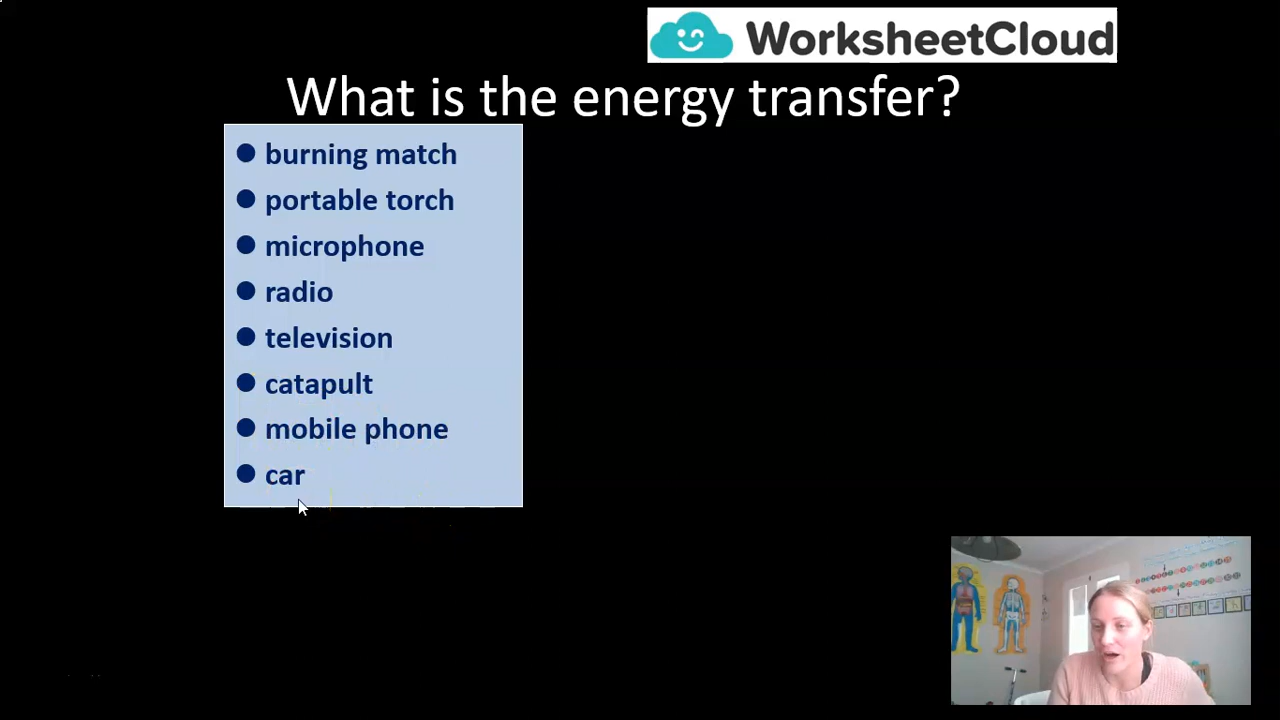 WorksheetCloud
What is the energy transfer?
burning match
portable torch
microphone
radio
television
catapult
mobile phone
car